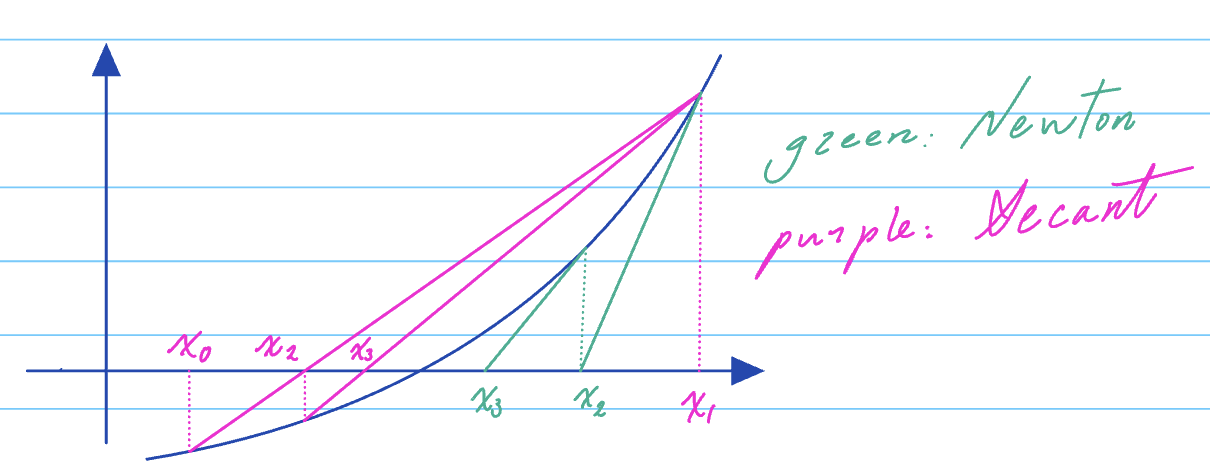 green: Newton
purple: Secant
x₀ x₂ x₃
x₃ x₂ x₁